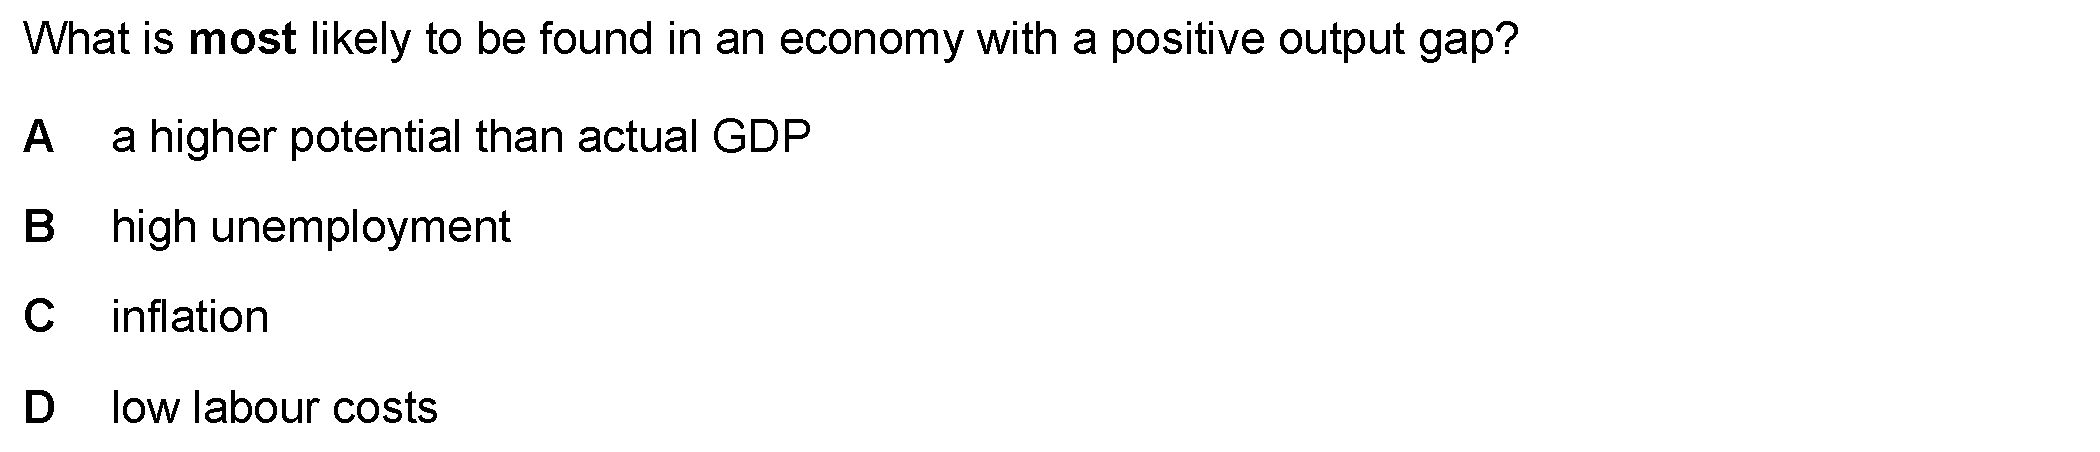 What is most likely to be found in an economy with a positive output gap?
A a higher potential than actual GDP
B high unemployment
C inflation
D low labour costs